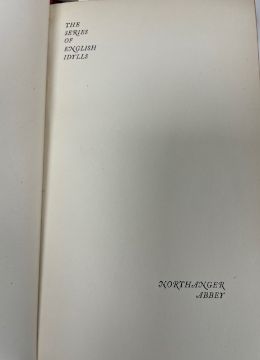 THE
SERIES
OF
ENGLISH
IDYLLS
NORTHANGER
ABBEY